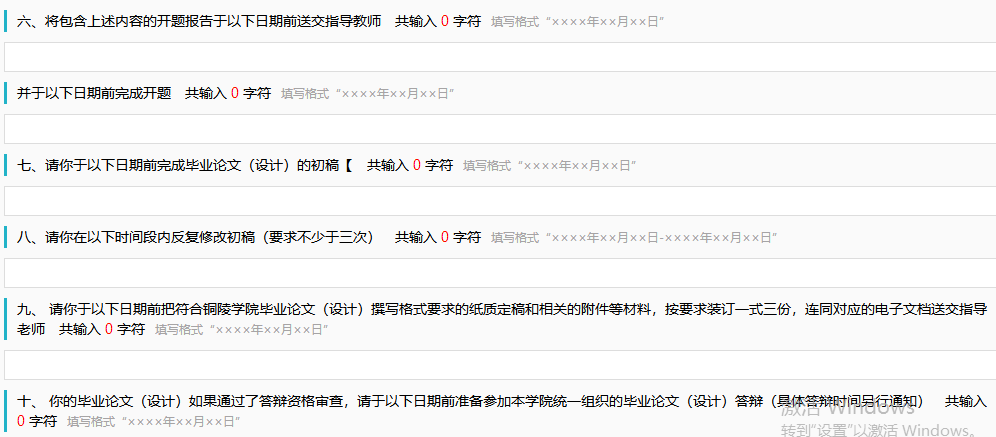 六、将包含上述内容的开题报告于以下日期前送交指导教师 共输入 0 字符 填写格式“××××年××月××日”
并于以下日期前完成开题 共输入 0 字符 填写格式“××××年××月××日”
七、请你于以下日期前完成毕业论文（设计）的初稿【 共输入 0 字符 填写格式“××××年××月××日”
八、请你在以下时间段内反复修改初稿（要求不少于三次） 共输入 0 字符 填写格式“××××年××月××日-××××年××月××日”
九、 请你于以下日期前把符合铜陵学院毕业论文（设计）撰写格式要求的纸质定稿和相关的附件等材料，按要求装订一式三份，连同对应的电子文档送交指导
老师 共输入 0 字符 填写格式“××××年××月××日”
十、 你的毕业论文（设计）如果通过了答辩资格审查，请于以下日期前准备参加本学院统一组织的毕业论文（设计）答辩（具体答辩时间另行通知） 共输入
0 字符 填写格式“××××年××月××日”
激活 Windows
转到“设置”以激活 Windows。